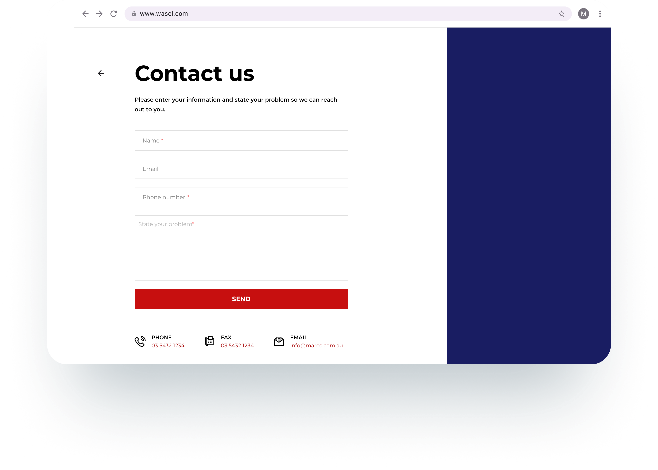 www.wasel.com
M
Contact us
Please enter your information and state your problem so we can reach
out to you.
Name *
Email
Phone number *
State your problem*
SEND
PHONE
FAX
EMAIL